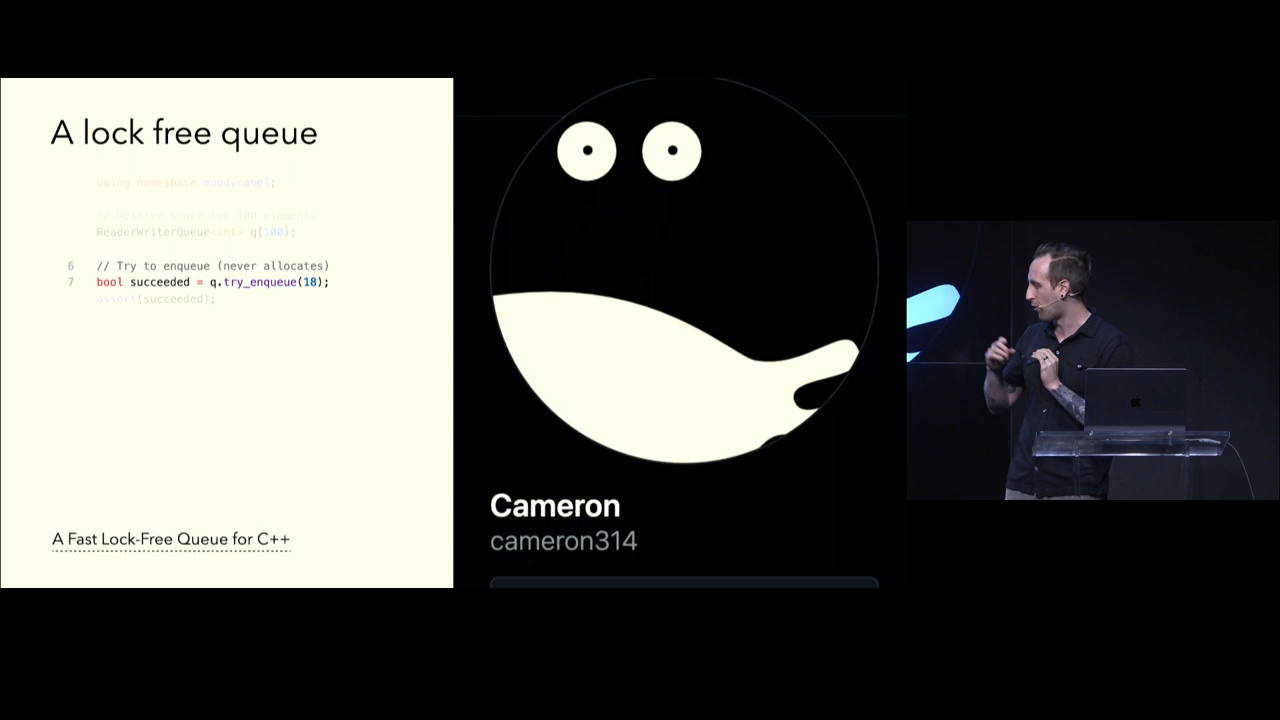 A lock free queue
using namespace moodycamel;
// Reserve space for 100 elements
ReaderWriterQueue<int> q{100};
6 // Try to enqueue (never allocates)
7 bool succeeded = q.try_enqueue(18);
assert(succeeded);
A Fast Lock-Free Queue for C++
Cameron
cameron314